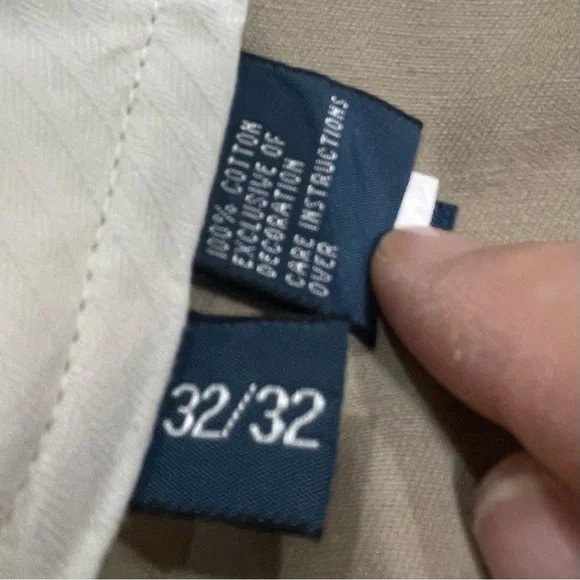 100% COTTON
EXCLUSIVE OF
DECORATION
CARE INSTRUCTIONS
OVER
32/32